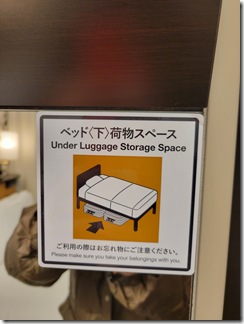 ベッド〈下〉荷物スペース
Under Luggage Storage Space
ご利用の際はお忘れ物にご注意ください。
Please make sure you take your belongings with you.